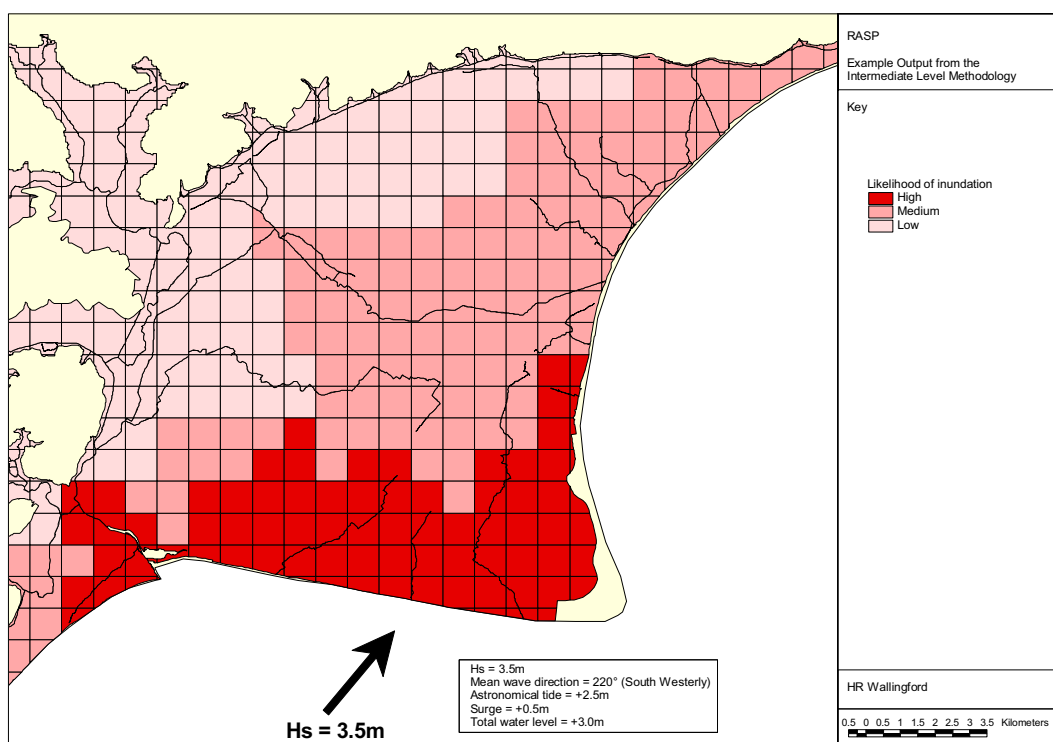 RASP
Example Output from the
Intermediate Level Methodology
Key
Likelihood of inundation
High
Medium
Low
Hs = 3.5m
Mean wave direction = 220° (South Westerly)
Astronomical tide = +2.5m
Surge = +0.5m
Total water level = +3.0m
Hs = 3.5m
HR Wallingford
0.5 0 0.5 1 1.5 2 2.5 3 3.5 Kilometers